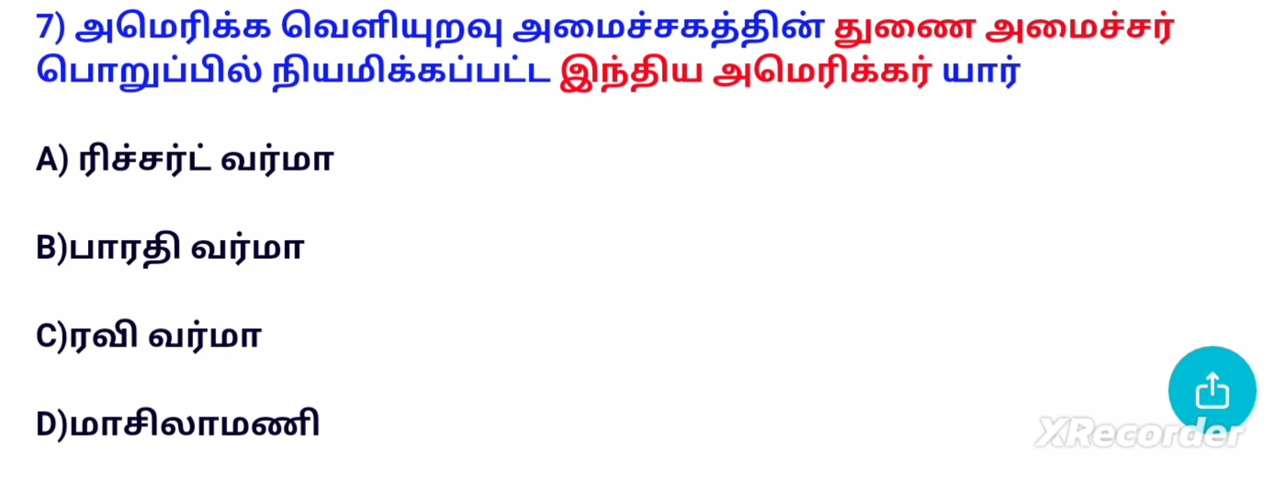 7) அமெரிக்க வெளியுறவு அமைச்சகத்தின் துணை அமைச்சர்
பொறுப்பில் நியமிக்கப்பட்ட இந்திய அமெரிக்கர் யார்
A) ரிச்சர்ட் வர்மா
B)பாரதி வர்மா
C)ரவி வர்மா
D)மாசிலாமணி
XRecorder